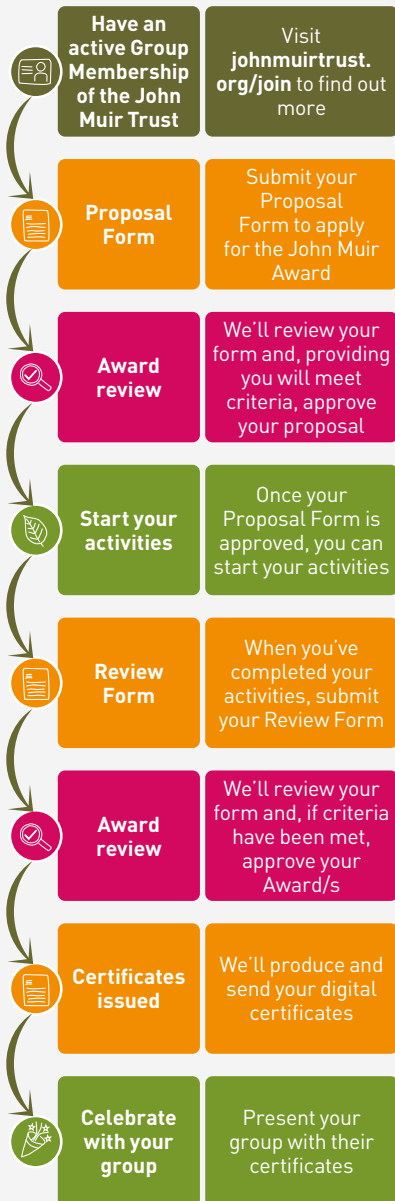 Have an
active Group
Membership
of the John
Muir Trust
Visit
johnmuirtrust.
org/join to find out
more
Proposal
Form
Submit your
Proposal
Form to apply
for the John Muir
Award
Award
review
We'll review your
form and, providing
you will meet
criteria, approve
your proposal
Start your
activities
Once your
Proposal Form is
approved, you can
start your activities
Review
Form
When you've
completed your
activities, submit
your Review Form
Award
review
We'll review your
form and, if criteria
have been met,
approve your
Award/s
Certificates
issued
We'll produce and
send your digital
certificates
Celebrate
with your
group
Present your
group with their
certificates